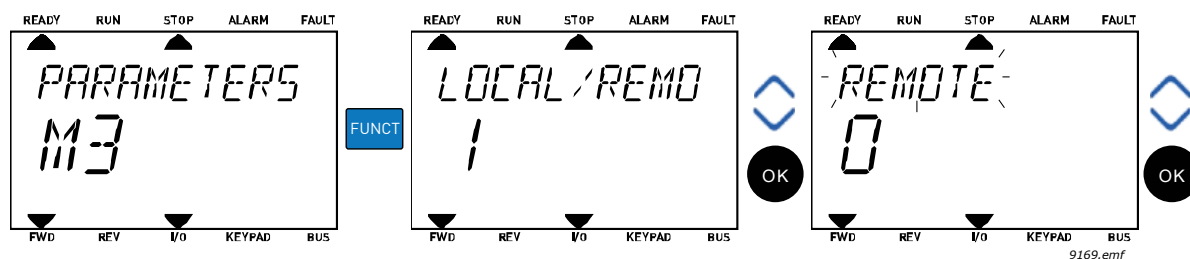 READY RUN STOP ALARM FAULT
PARAMETERS
M3
FWD REV I/O KEYPAD BUS
FUNCT
READY RUN STOP ALARM FAULT
LOCAL/REMO
1
FWD REV I/O KEYPAD BUS
OK
READY RUN STOP ALARM FAULT
REMOTE
0
FWD REV I/O KEYPAD BUS
OK
9169.emf